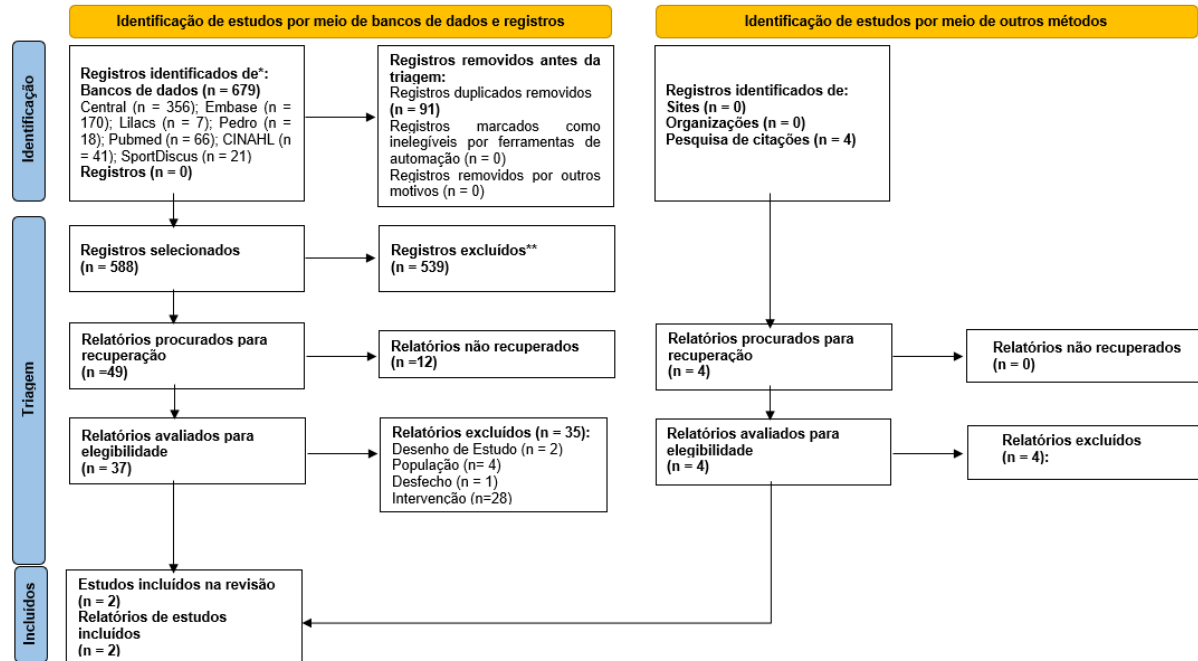 Identificação de estudos por meio de bancos de dados e registros
Identificação de estudos por meio de outros métodos
Identificação
Registros identificados de*:
Bancos de dados (n = 679)
Central (n = 356); Embase (n =
170); Lilacs (n = 7); Pedro (n =
18); Pubmed (n = 66); CINAHL (n
= 41); SportDiscus (n = 21)
Registros (n = 0)
Registros removidos antes da
triagem:
Registros duplicados removidos
(n = 91)
Registros marcados como
inelegíveis por ferramentas de
automação (n = 0)
Registros removidos por outros
motivos (n = 0)
Registros identificados de:
Sites (n = 0)
Organizações (n = 0)
Pesquisa de citações (n = 4)
Triagem
Registros selecionados
(n = 588)
Registros excluídos**
(n = 539)
Relatórios procurados para
recuperação
(n =49)
Relatórios não recuperados
(n =12)
Relatórios procurados para
recuperação
(n = 4)
Relatórios não recuperados
(n = 0)
Relatórios avaliados para
elegibilidade
(n = 37)
Relatórios excluídos (n = 35):
Desenho de Estudo (n = 2)
População (n= 4)
Desfecho (n = 1)
Intervenção (n=28)
Relatórios avaliados para
elegibilidade
(n = 4)
Relatórios excluídos
(n = 4):
Incluídos
Estudos incluídos na revisão
(n = 2)
Relatórios de estudos
incluídos
(n = 2)